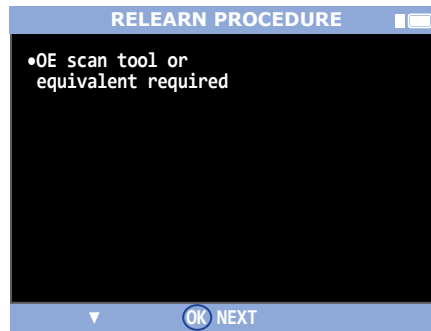 RELEARN PROCEDURE
•OE scan tool or
equivalent required
▼ OK NEXT